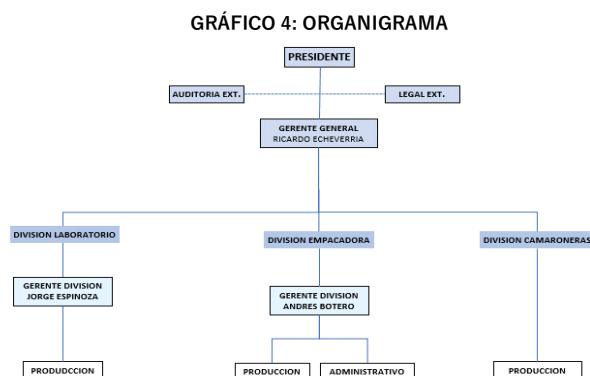 GRÁFICO 4: ORGANIGRAMA
PRESIDENTE
AUDITORIA EXT.
LEGAL EXT.
GERENTE GENERAL
RICARDO ECHEVERRIA
DIVISION LABORATORIO
DIVISION EMPACADORA
DIVISION CAMARONERAS
GERENTE DIVISION
JORGE ESPINOZA
GERENTE DIVISION
ANDRES BOTERO
PRODUDCCION
PRODUCCION
ADMINISTRATIVO
PRODUCCION